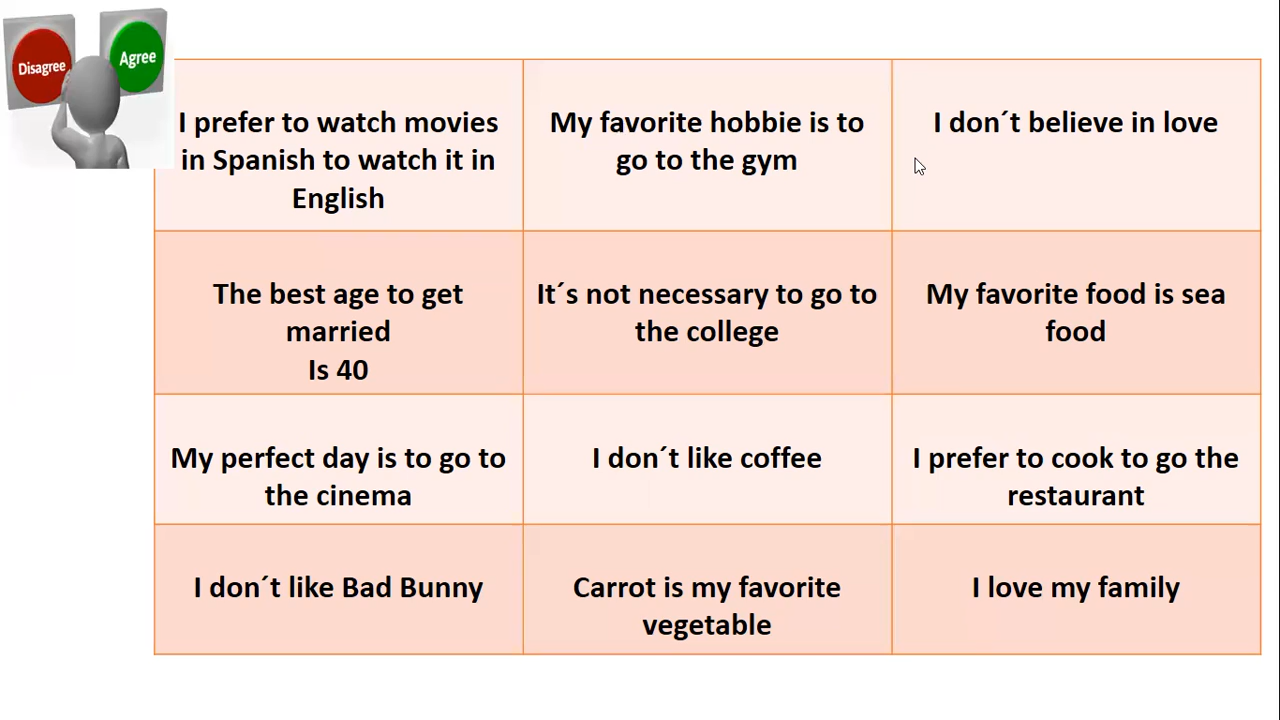 Disagree
Agree
I prefer to watch movies
in Spanish to watch it in
English
My favorite hobbie is to
go to the gym
I don´t believe in love
The best age to get
married
Is 40
It´s not necessary to go to
the college
My favorite food is sea
food
My perfect day is to go to
the cinema
I don´t like coffee
I prefer to cook to go the
restaurant
I don´t like Bad Bunny
Carrot is my favorite
vegetable
I love my family